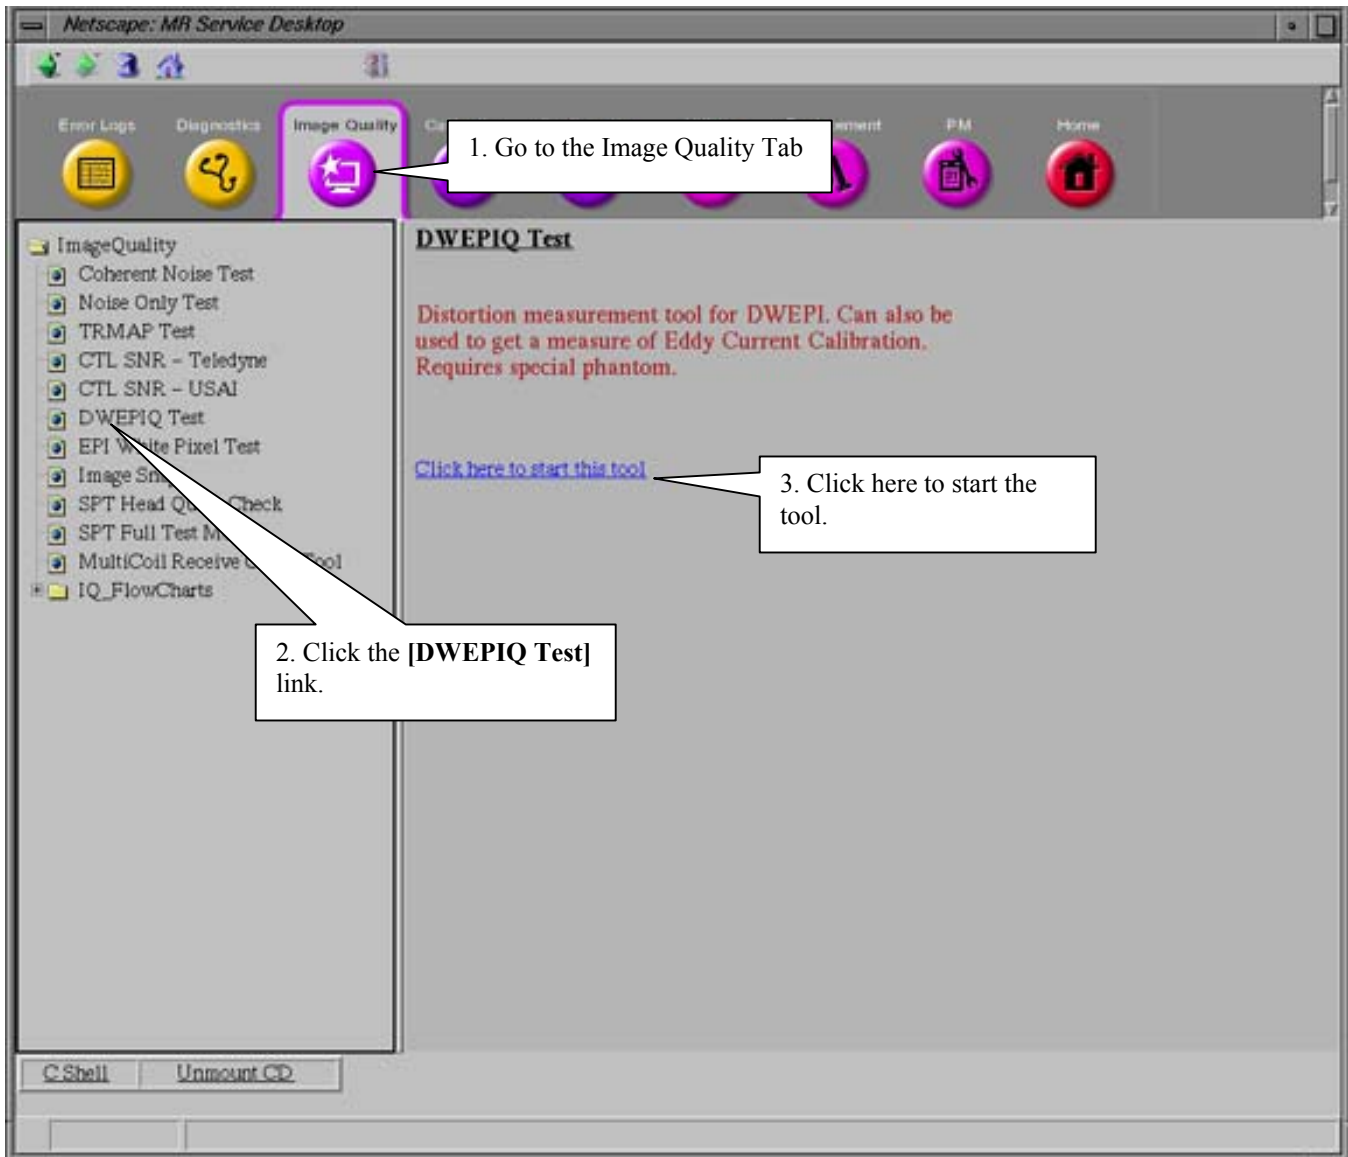 Netscape: MR Service Desktop
Error Logs
Diagnostics
Image Quality
PM
Home
1. Go to the Image Quality Tab
ImageQuality
Coherent Noise Test
Noise Only Test
TRMAP Test
CTL SNR – Teledyne
CTL SNR – USAI
DWEPIQ Test
EPI White Pixel Test
Image
SPT Head Check
SPT Full Test
MultiCoil Receive Tool
IQ_FlowCharts
DWEPIQ Test
Distortion measurement tool for DWEPI. Can also be
used to get a measure of Eddy Current Calibration.
Requires special phantom.
Click here to start this tool
3. Click here to start the
tool.
2. Click the [DWEPIQ Test]
link.
C Shell
Unmount CD